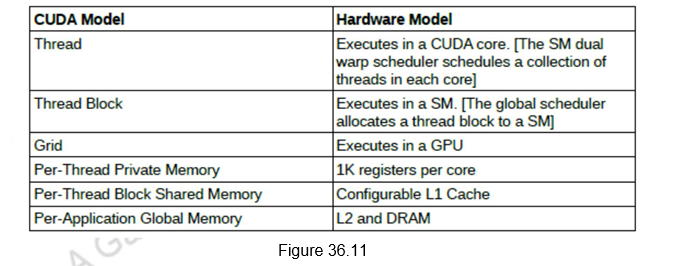 CUDA Model Hardware Model
Thread Executes in a CUDA core. [The SM dual
warp scheduler schedules a collection of
threads in each core]
Thread Block Executes in a SM. [The global scheduler
allocates a thread block to a SM]
Grid Executes in a GPU
Per-Thread Private Memory 1K registers per core
Per-Thread Block Shared Memory Configurable L1 Cache
Per-Application Global Memory L2 and DRAM
Figure 36.11